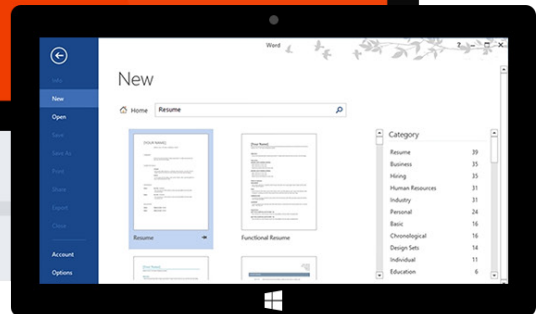 Word
? – □ X
Info
New
Open
Save
Save As
Print
Share
Export
Close
Account
Options
New
Home
Resume
Resume
Functional Resume
Category
Resume 39
Business 35
Hiring 35
Human Resources 31
Industry 31
Personal 24
Basic 16
Chronological 16
Design Sets 14
Individual 11
Education 6